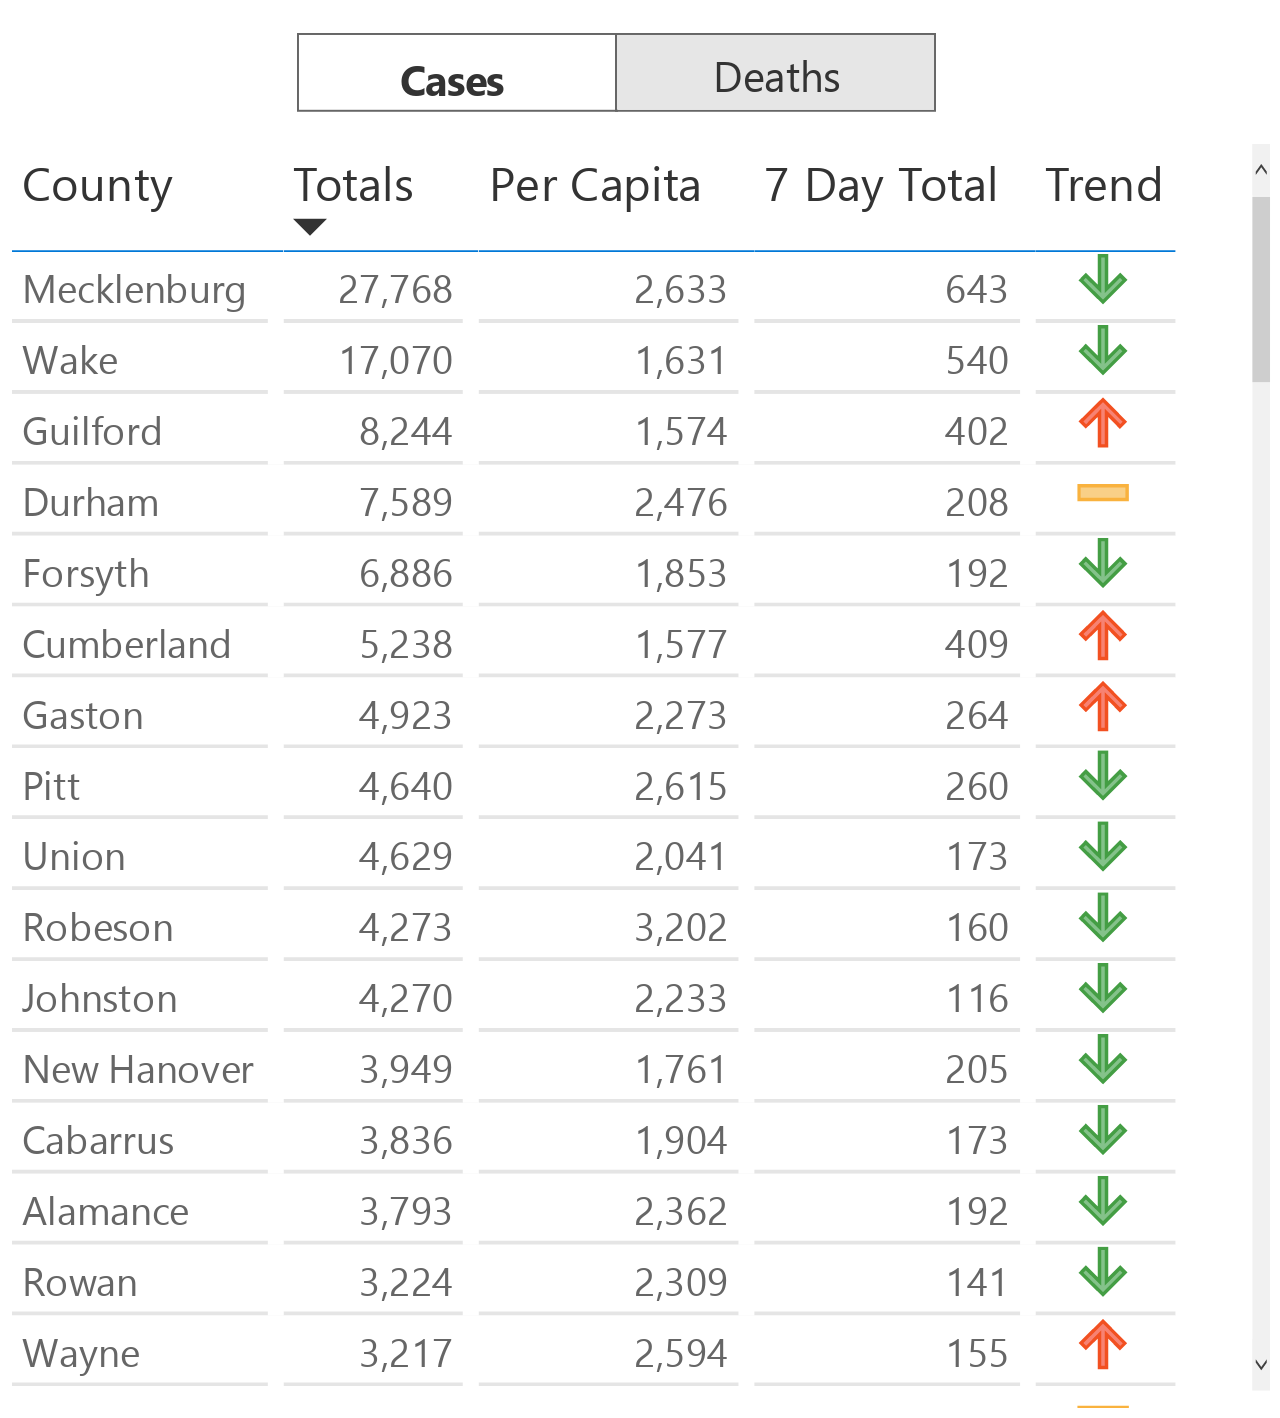 Cases Deaths
County Totals Per Capita 7 Day Total Trend
Mecklenburg 27,768 2,633 643
Wake 17,070 1,631 540
Guilford 8,244 1,574 402
Durham 7,589 2,476 208
Forsyth 6,886 1,853 192
Cumberland 5,238 1,577 409
Gaston 4,923 2,273 264
Pitt 4,640 2,615 260
Union 4,629 2,041 173
Robeson 4,273 3,202 160
Johnston 4,270 2,233 116
New Hanover 3,949 1,761 205
Cabarrus 3,836 1,904 173
Alamance 3,793 2,362 192
Rowan 3,224 2,309 141
Wayne 3,217 2,594 155